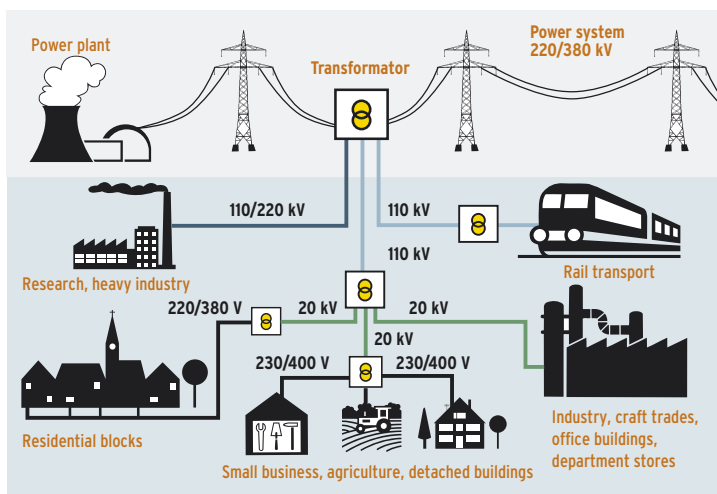 Power plant
Power system
220/380 kV
Transformator
110/220 kV
110 kV
110 kV
Research, heavy industry
Rail transport
220/380 V
20 kV
20 kV
20 kV
230/400 V
230/400 V
Residential blocks
Industry, craft trades,
office buildings,
department stores
Small business, agriculture, detached buildings